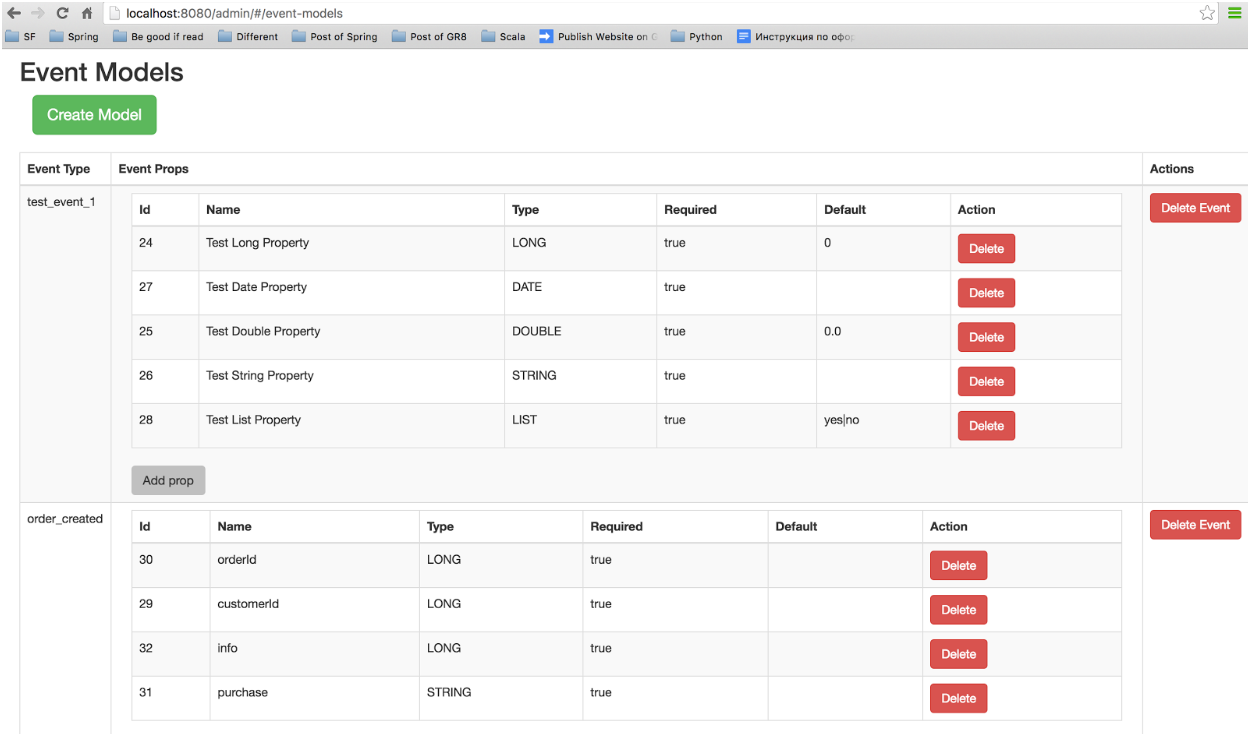 localhost:8080/admin/#/event-models
SF Spring Be good if read Different Post of Spring Post of GR8 Scala Publish Website on G Python Инструкция по офо
Event Models
Create Model
Event Type Event Props Actions
test_event_1 Id Name Type Required Default Action Delete Event
24 Test Long Property LONG true 0 Delete
27 Test Date Property DATE true Delete
25 Test Double Property DOUBLE true 0.0 Delete
26 Test String Property STRING true Delete
28 Test List Property LIST true yes|no Delete
Add prop
order_created Id Name Type Required Default Action Delete Event
30 orderId LONG true Delete
29 customerId LONG true Delete
32 info LONG true Delete
31 purchase STRING true Delete